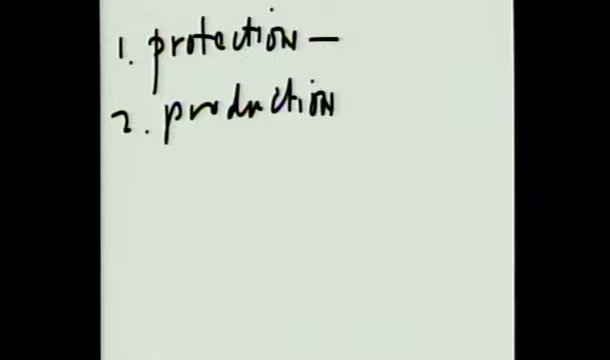 1. protection –
2. production